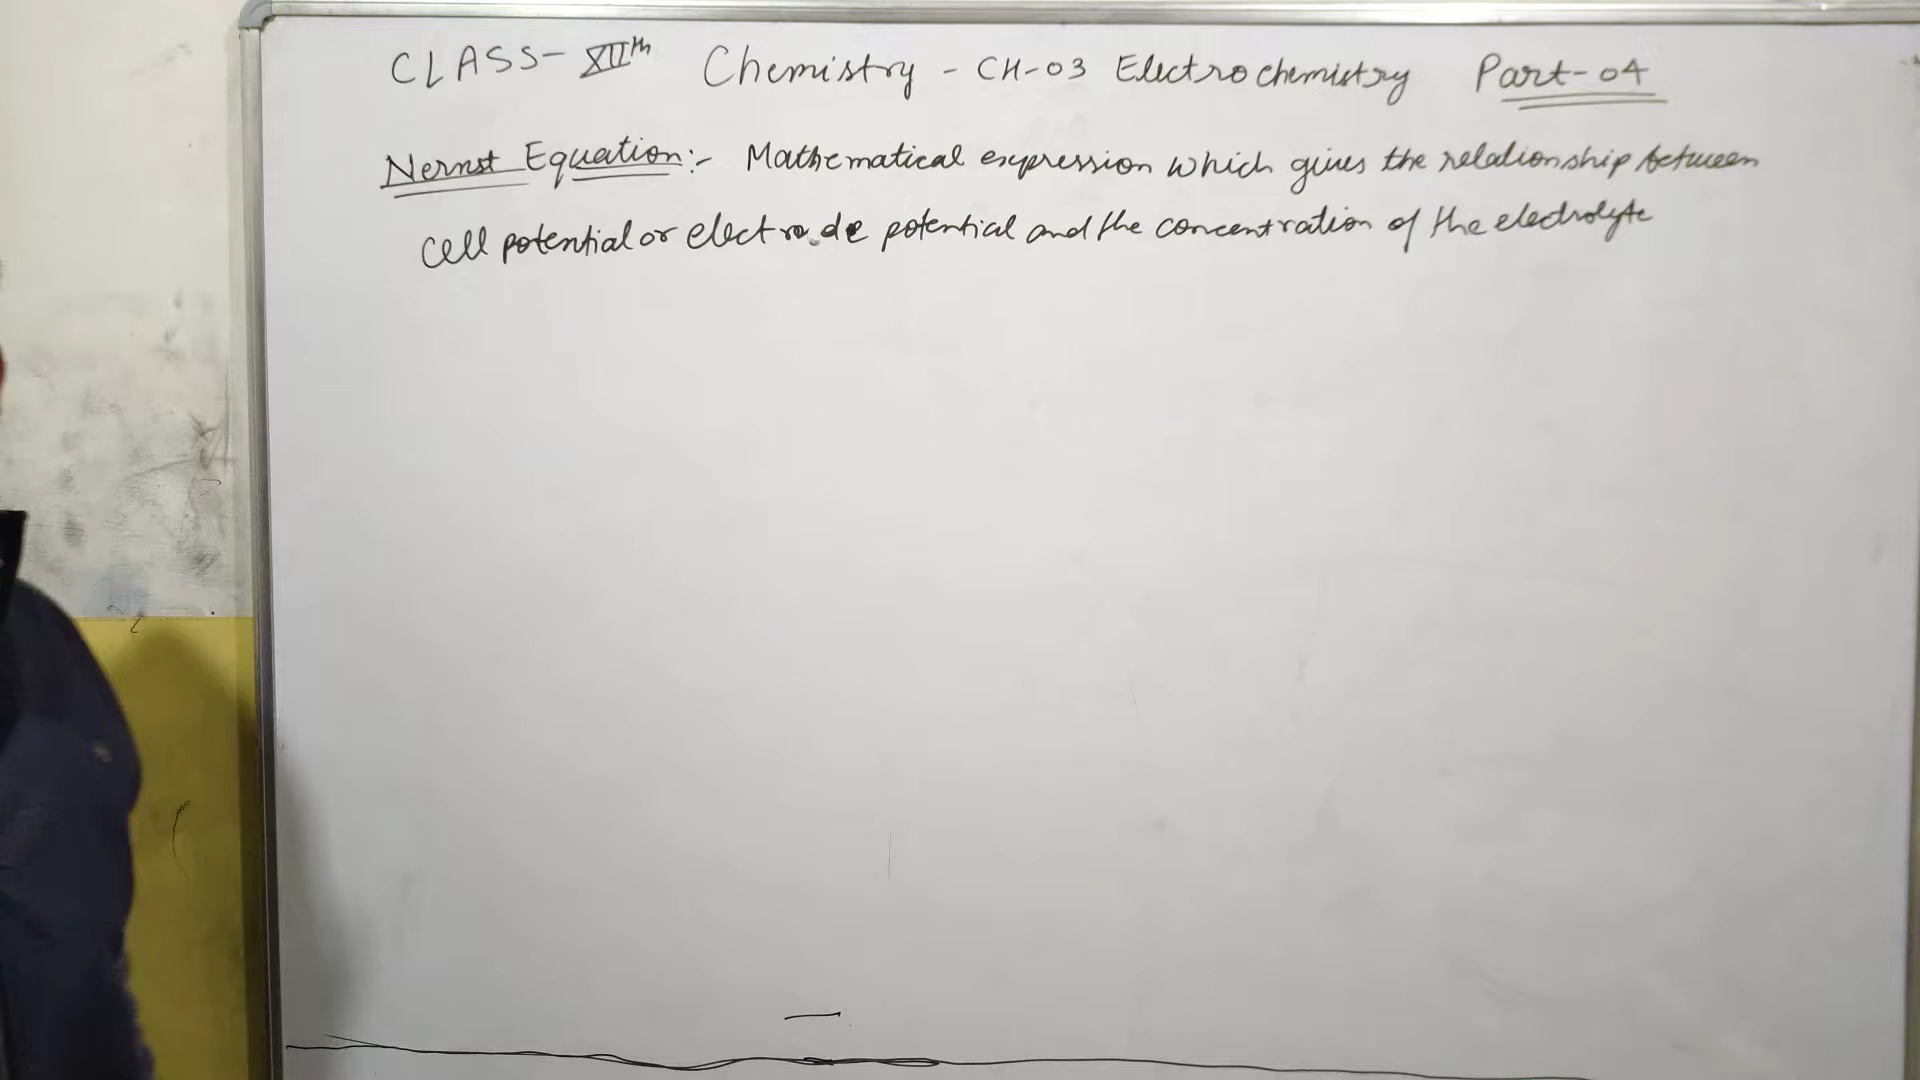 CLASS- XIIth Chemistry - CH-03 Electrochemistry Part-04
Nernst Equation:- Mathematical expression which gives the relationship between
cell potential or electrode potential and the concentration of the electrolyte